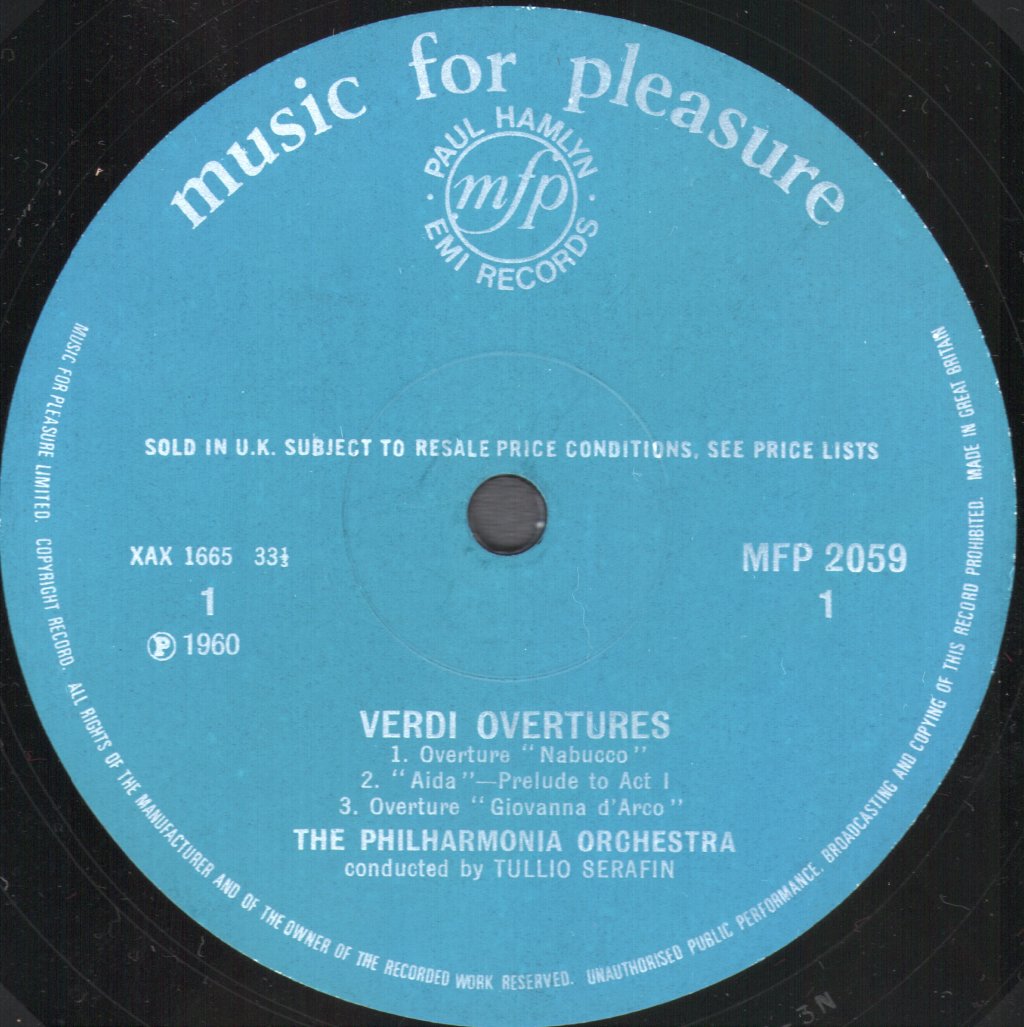 music for pleasure
· PAUL HAMLYN ·
mfp
EMI RECORDS
SOLD IN U.K. SUBJECT TO RESALE PRICE CONDITIONS, SEE PRICE LISTS
XAX 1665 33⅓
1
Ⓟ 1960
MFP 2059
1
VERDI OVERTURES
1. Overture "Nabucco"
2. "Aida"—Prelude to Act I
3. Overture "Giovanna d'Arco"
THE PHILHARMONIA ORCHESTRA
conducted by TULLIO SERAFIN
MUSIC FOR PLEASURE LIMITED. COPYRIGHT RECORD. ALL RIGHTS OF THE MANUFACTURER AND OF THE OWNER OF THE RECORDED WORK RESERVED. UNAUTHORISED PUBLIC PERFORMANCE, BROADCASTING AND COPYING OF THIS RECORD PROHIBITED. MADE IN GREAT BRITAIN
3N